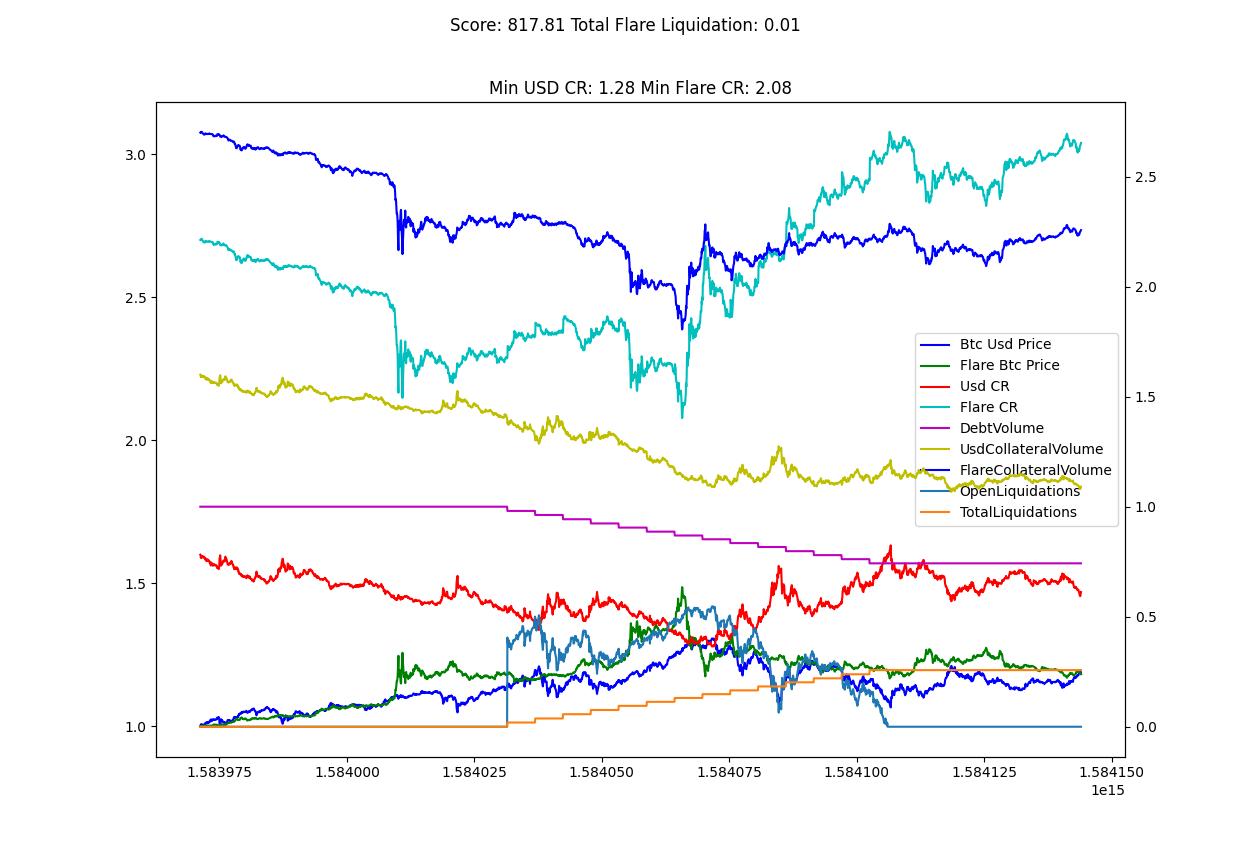 Score: 817.81 Total Flare Liquidation: 0.01
Min USD CR: 1.28 Min Flare CR: 2.08
3.0
2.5
2.0
1.5
1.0
2.5
2.0
1.5
1.0
0.5
0.0
Btc Usd Price
Flare Btc Price
Usd CR
Flare CR
DebtVolume
UsdCollateralVolume
FlareCollateralVolume
OpenLiquidations
TotalLiquidations
1.583975 1.584000 1.584025 1.584050 1.584075 1.584100 1.584125 1.584150
1e15